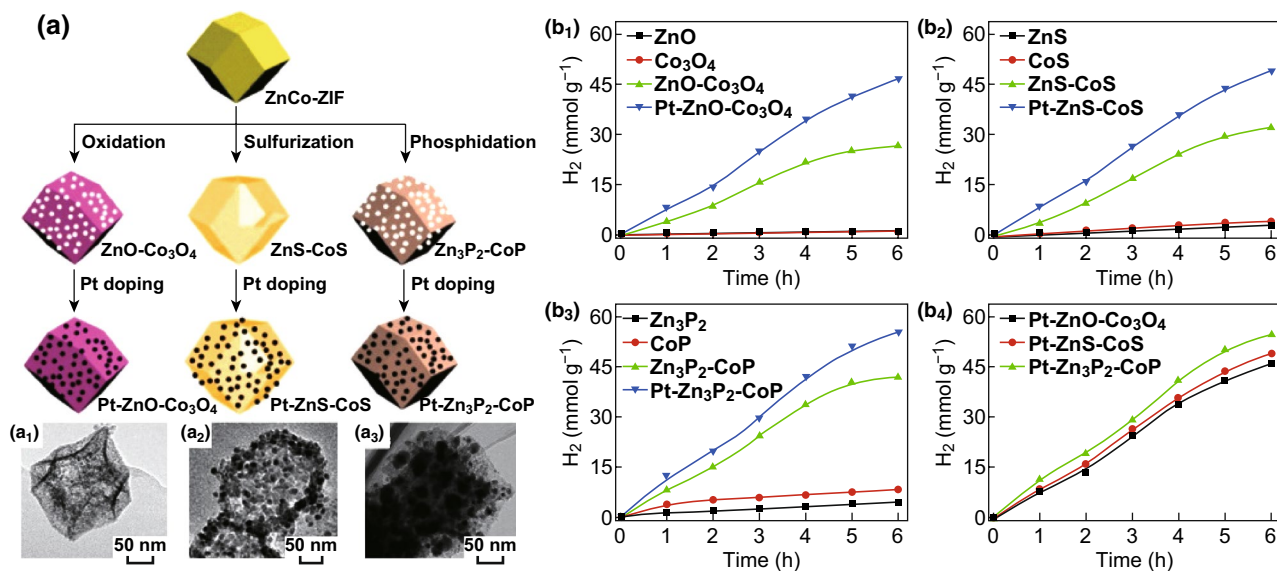 (a)
ZnCo-ZIF
Oxidation
Sulfurization
Phosphidation
ZnO-Co₃O₄
ZnS-CoS
Zn₃P₂-CoP
Pt doping
Pt doping
Pt doping
Pt-ZnO-Co₃O₄
Pt-ZnS-CoS
Pt-Zn₃P₂-CoP
(a₁)
50 nm
(a₂)
50 nm
(a₃)
50 nm
(b₁)
60
45
30
15
0
H₂ (mmol g⁻¹)
ZnO
Co₃O₄
ZnO-Co₃O₄
Pt-ZnO-Co₃O₄
0 1 2 3 4 5 6
Time (h)
(b₂)
60
45
30
15
0
H₂ (mmol g⁻¹)
ZnS
CoS
ZnS-CoS
Pt-ZnS-CoS
0 1 2 3 4 5 6
Time (h)
(b₃)
60
45
30
15
0
H₂ (mmol g⁻¹)
Zn₃P₂
CoP
Zn₃P₂-CoP
Pt-Zn₃P₂-CoP
0 1 2 3 4 5 6
Time (h)
(b₄)
60
45
30
15
0
H₂ (mmol g⁻¹)
Pt-ZnO-Co₃O₄
Pt-ZnS-CoS
Pt-Zn₃P₂-CoP
0 1 2 3 4 5 6
Time (h)